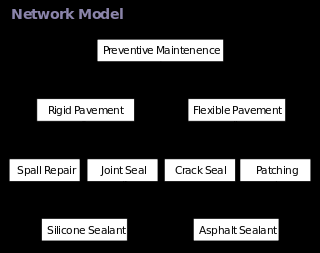 Network Model
Preventive Maintenence
Rigid Pavement
Flexible Pavement
Spall Repair
Joint Seal
Crack Seal
Patching
Silicone Sealant
Asphalt Sealant